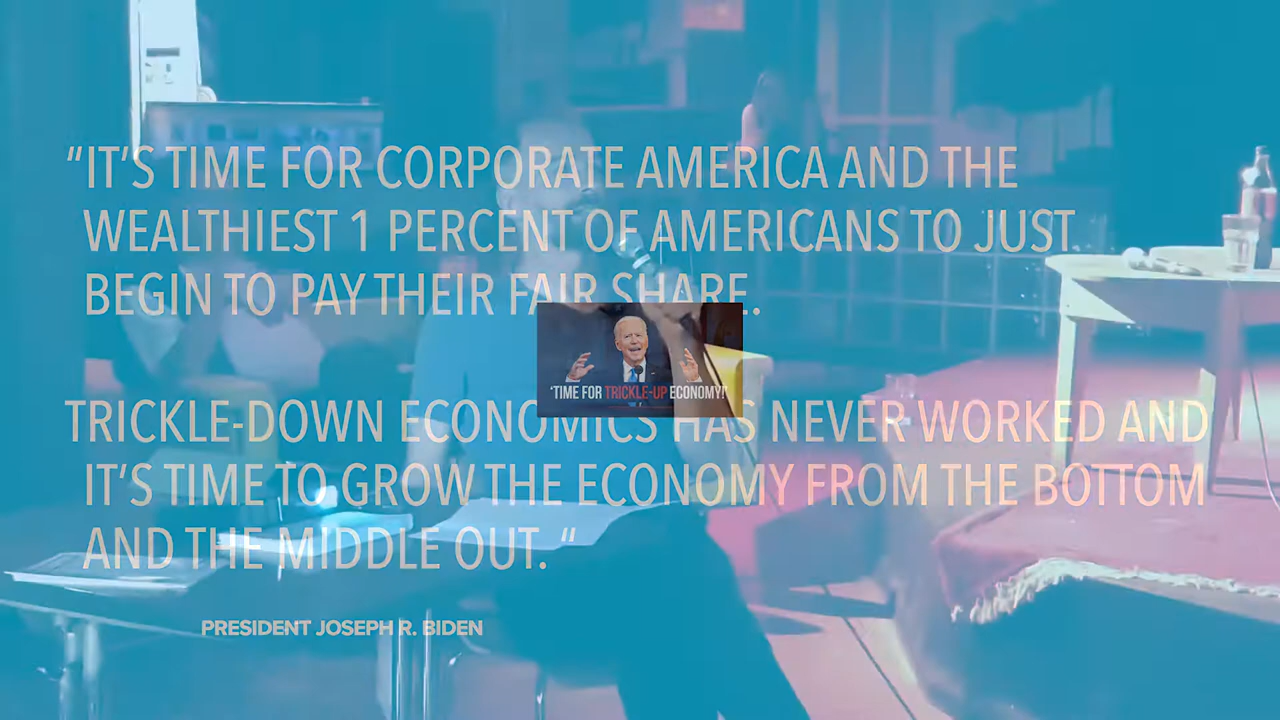 “IT’S TIME FOR CORPORATE AMERICA AND THE
WEALTHIEST 1 PERCENT OF AMERICANS TO JUST
BEGIN TO PAY THEIR FAIR SHARE.
‘TIME FOR TRICKLE-UP ECONOMY!’
TRICKLE-DOWN ECONOMICS HAS NEVER WORKED AND
IT’S TIME TO GROW THE ECONOMY FROM THE BOTTOM
AND THE MIDDLE OUT. “
PRESIDENT JOSEPH R. BIDEN